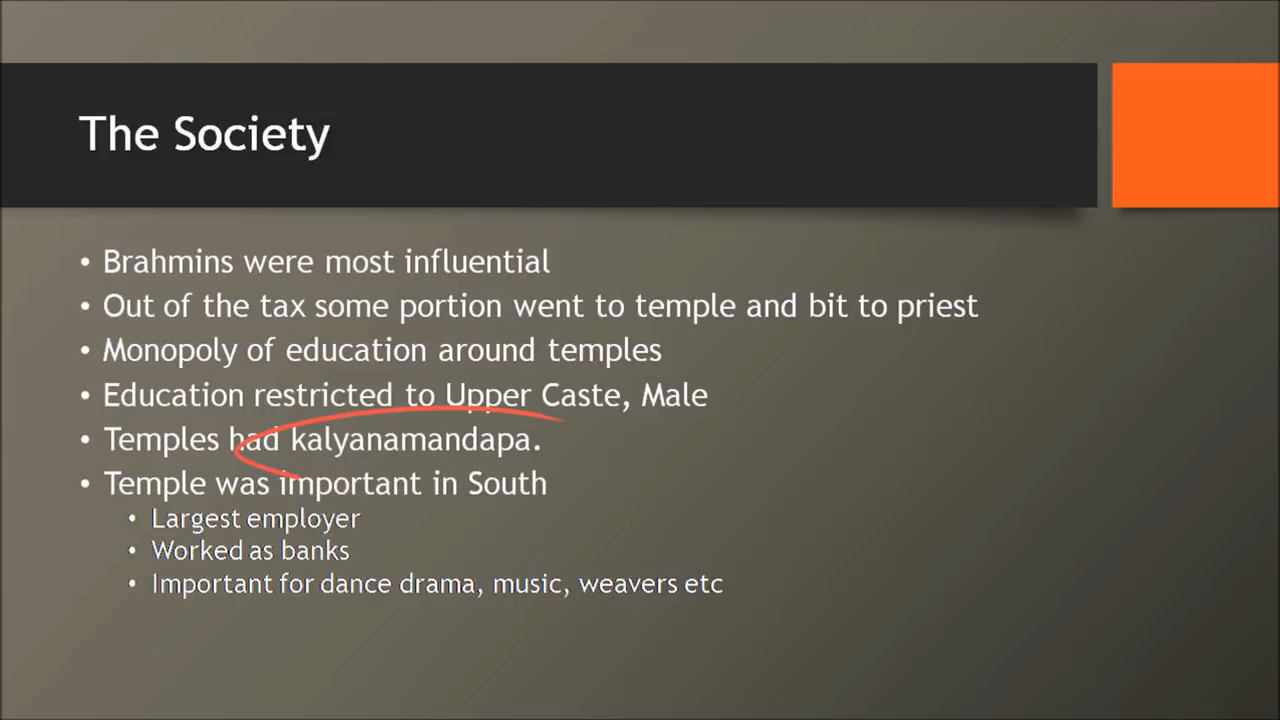 The Society
• Brahmins were most influential
• Out of the tax some portion went to temple and bit to priest
• Monopoly of education around temples
• Education restricted to Upper Caste, Male
• Temples had kalyanamandapa.
• Temple was important in South
• Largest employer
• Worked as banks
• Important for dance drama, music, weavers etc